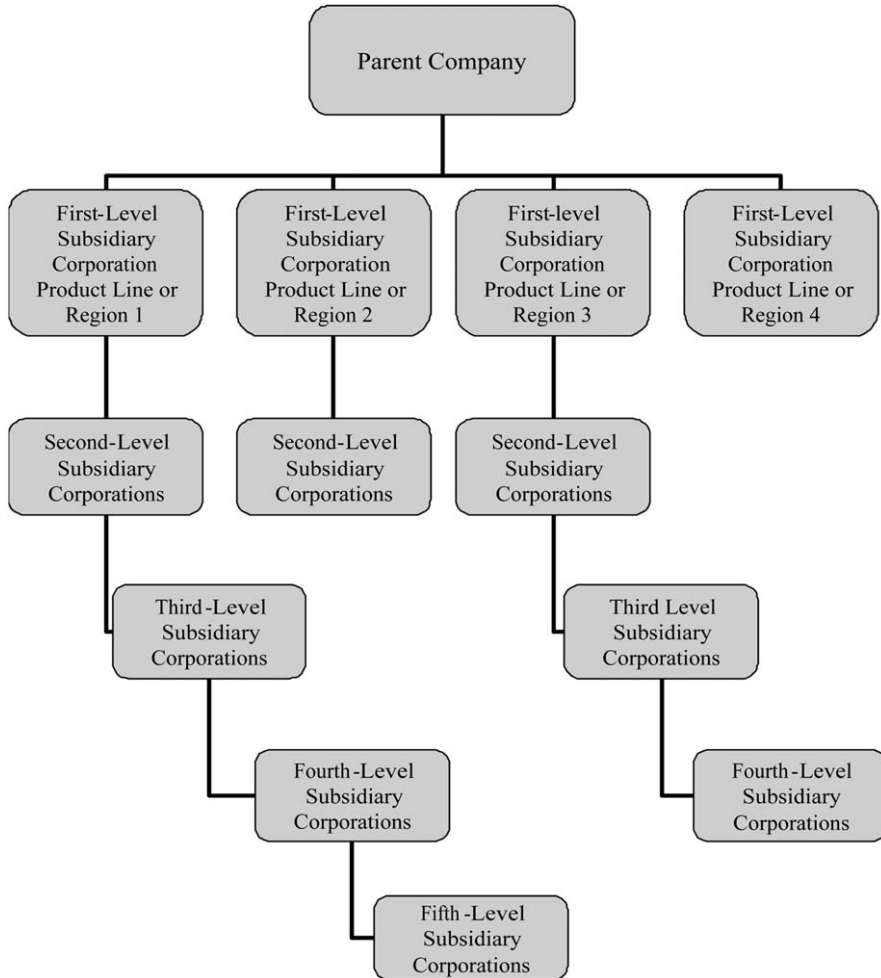 Parent Company
First-Level
Subsidiary
Corporation
Product Line or
Region 1
First-Level
Subsidiary
Corporation
Product Line or
Region 2
First-level
Subsidiary
Corporation
Product Line or
Region 3
First-Level
Subsidiary
Corporation
Product Line or
Region 4
Second-Level
Subsidiary
Corporations
Second-Level
Subsidiary
Corporations
Second-Level
Subsidiary
Corporations
Third-Level
Subsidiary
Corporations
Third Level
Subsidiary
Corporations
Fourth-Level
Subsidiary
Corporations
Fourth-Level
Subsidiary
Corporations
Fifth-Level
Subsidiary
Corporations